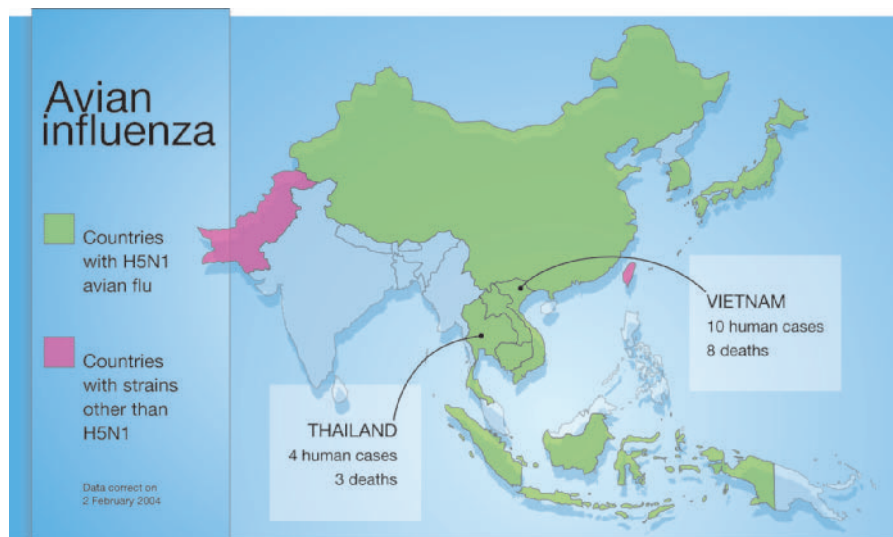 Avian
influenza
Countries
with H5N1
avian flu
Countries
with strains
other than
H5N1
Data correct on
2 February 2004
VIETNAM
10 human cases
8 deaths
THAILAND
4 human cases
3 deaths